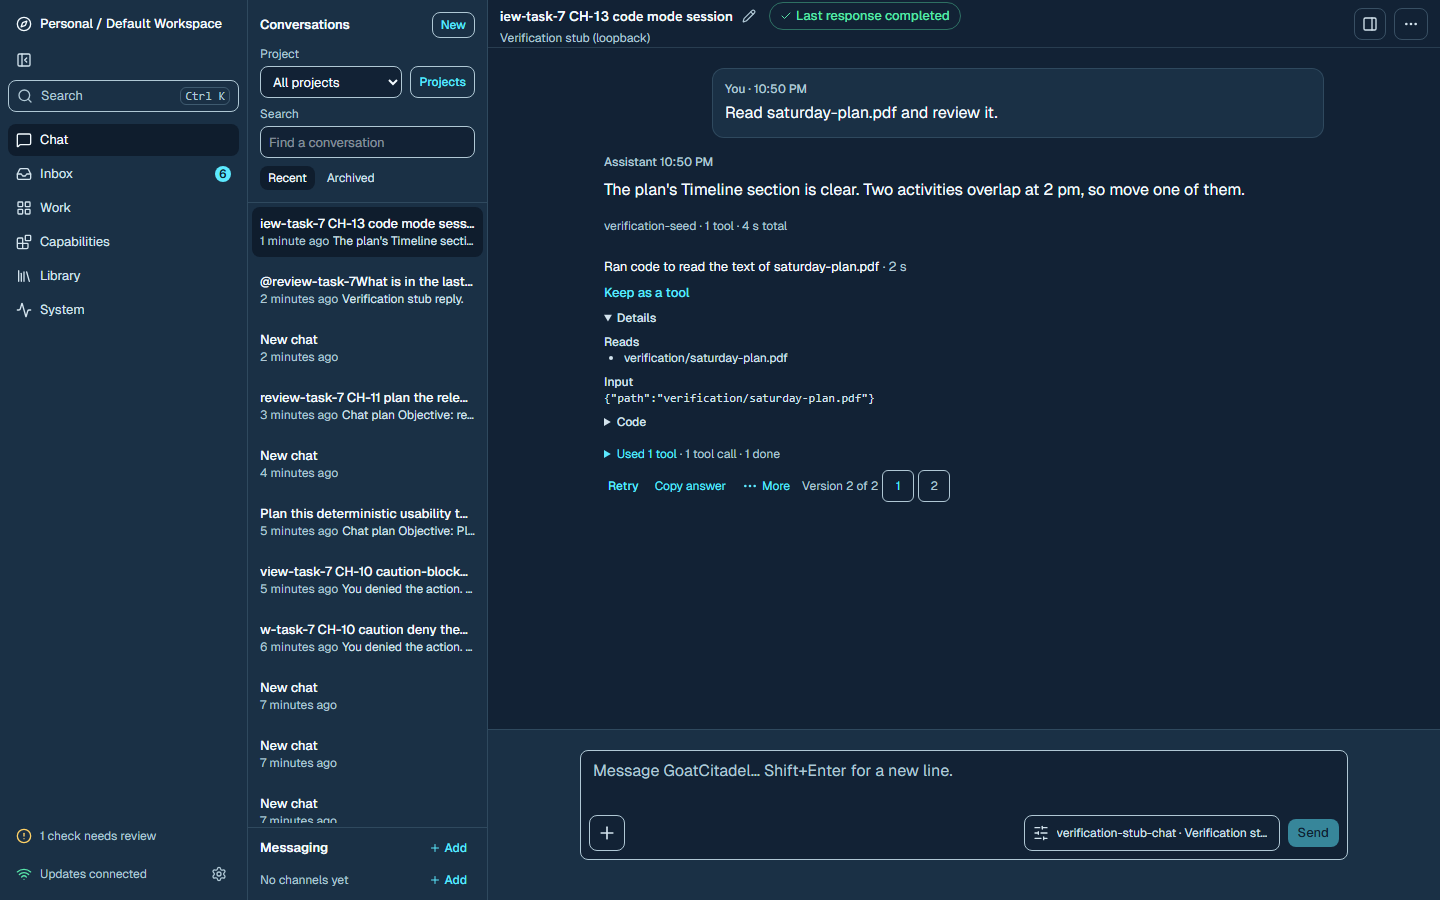 Personal / Default Workspace
Search Ctrl K
Chat
Inbox 6
Work
Capabilities
Library
System
1 check needs review
Updates connected
Conversations New
Project
All projects Projects
Search
Find a conversation
Recent Archived
iew-task-7 CH-13 code mode sess...
1 minute ago The plan's Timeline secti...
@review-task-7What is in the last...
2 minutes ago Verification stub reply.
New chat
2 minutes ago
review-task-7 CH-11 plan the rele...
3 minutes ago Chat plan Objective: re...
New chat
4 minutes ago
Plan this deterministic usability t...
5 minutes ago Chat plan Objective: Pl...
view-task-7 CH-10 caution-block...
5 minutes ago You denied the action. ...
w-task-7 CH-10 caution deny the...
6 minutes ago You denied the action. ...
New chat
7 minutes ago
New chat
7 minutes ago
New chat
7 minutes ago
Messaging + Add
No channels yet + Add
iew-task-7 CH-13 code mode session Last response completed
Verification stub (loopback)
You · 10:50 PM
Read saturday-plan.pdf and review it.
Assistant 10:50 PM
The plan's Timeline section is clear. Two activities overlap at 2 pm, so move one of them.
verification-seed · 1 tool · 4 s total
Ran code to read the text of saturday-plan.pdf · 2 s
Keep as a tool
Details
Reads
• verification/saturday-plan.pdf
Input
{"path":"verification/saturday-plan.pdf"}
Code
Used 1 tool · 1 tool call · 1 done
Retry Copy answer ··· More Version 2 of 2 1 2
Message GoatCitadel... Shift+Enter for a new line.
verification-stub-chat · Verification st... Send